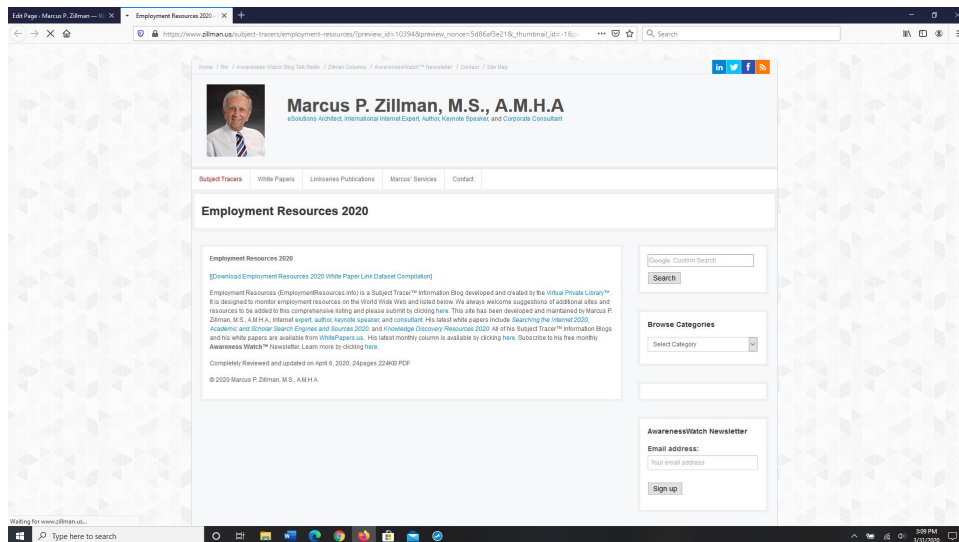 Edit Page ‹ Marcus P. Zillman — W
Employment Resources 2020 -
https://www.zillman.us/subject-tracers/employment-resources/?preview_id=10394&preview_nonce=5d86af3e21&_thumbnail_id=-1&p
Search
Home / Bio / Awareness Watch Blog Talk Radio / Zillman Columns / AwarenessWatch™ Newsletter / Contact / Site Map
Marcus P. Zillman, M.S., A.M.H.A
eSolutions Architect, International Internet Expert, Author, Keynote Speaker, and Corporate Consultant
Subject Tracers White Papers Linkseries Publications Marcus' Services Contact
Employment Resources 2020
Employment Resources 2020
[[Download Employment Resources 2020 White Paper Link Dataset Compilation]
Employment Resources (EmploymentResources.info) is a Subject Tracer™ Information Blog developed and created by the Virtual Private Library™.
It is designed to monitor employment resources on the World Wide Web and listed below. We always welcome suggestions of additional sites and
resources to be added to this comprehensive listing and please submit by clicking here. This site has been developed and maintained by Marcus P.
Zillman, M.S., A.M.H.A.; Internet expert, author, keynote speaker, and consultant. His latest white papers include Searching the Internet 2020,
Academic and Scholar Search Engines and Sources 2020, and Knowledge Discovery Resources 2020. All of his Subject Tracer™ Information Blogs
and his white papers are available from WhitePapers.us. His latest monthly column is available by clicking here. Subscribe to his free monthly
Awareness Watch™ Newsletter. Learn more by clicking here.
Completely Reviewed and updated on April 6, 2020; 24pages 224KB PDF
© 2020 Marcus P. Zillman, M.S., A.M.H.A.
Google Custom Search
Search
Browse Categories
Select Category
AwarenessWatch Newsletter
Email address:
Your email address
Sign up
Waiting for www.zillman.us...
Type here to search
3:09 PM
3/31/2020